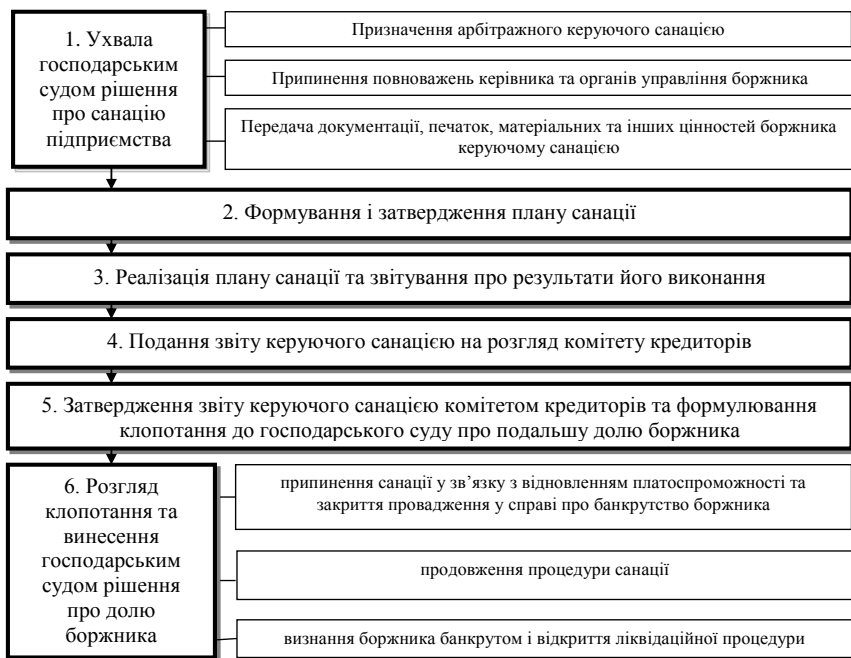 1. Ухвала
господарським
судом рішення
про санацію
підприємства
Призначення арбітражного керуючого санацією
Припинення повноважень керівника та органів управління боржника
Передача документації, печаток, матеріальних та інших цінностей боржника
керуючому санацією
2. Формування і затвердження плану санації
3. Реалізація плану санації та звітування про результати його виконання
4. Подання звіту керуючого санацією на розгляд комітету кредиторів
5. Затвердження звіту керуючого санацією комітетом кредиторів та формулювання
клопотання до господарського суду про подальшу долю боржника
6. Розгляд
клопотання та
винесення
господарським
судом рішення
про долю
боржника
припинення санації у зв’язку з відновленням платоспроможності та
закриття провадження у справі про банкрутство боржника
продовження процедури санації
визнання боржника банкрутом і відкриття ліквідаційної процедури